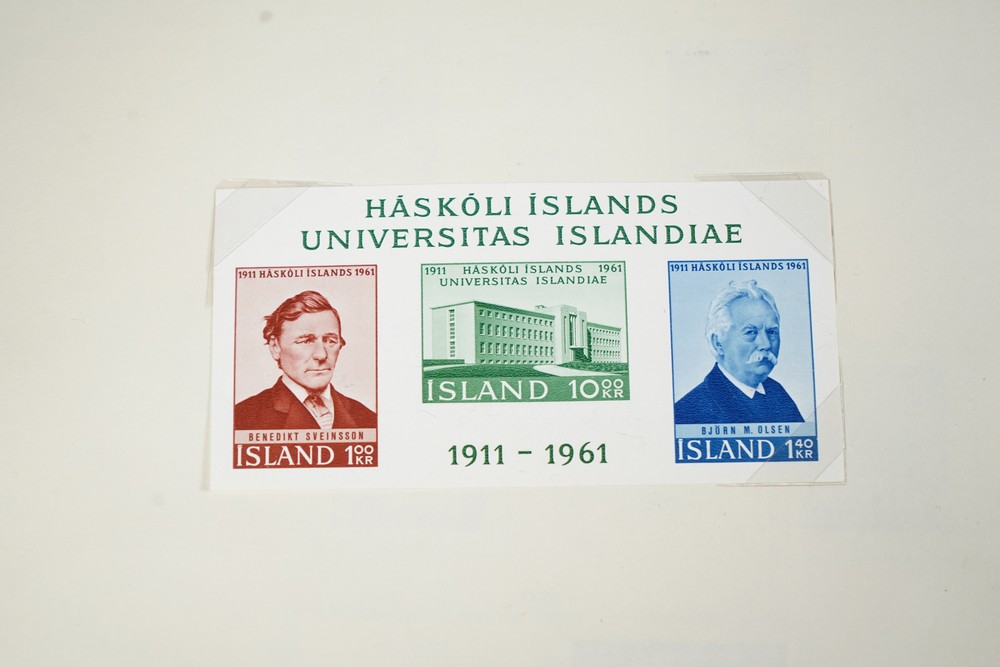 HÁSKÓLI ÍSLANDS
UNIVERSITAS ISLANDIAE
1911 HÁSKÓLI ÍSLANDS 1961
BENEDIKT SVEINSSON
ÍSLAND 1.00 KR
1911 HÁSKÓLI ÍSLANDS 1961
UNIVERSITAS ISLANDIAE
ÍSLAND 10.00 KR
1911 HÁSKÓLI ÍSLANDS 1961
BJÖRN M. OLSEN
ÍSLAND 1.40 KR
1911 - 1961